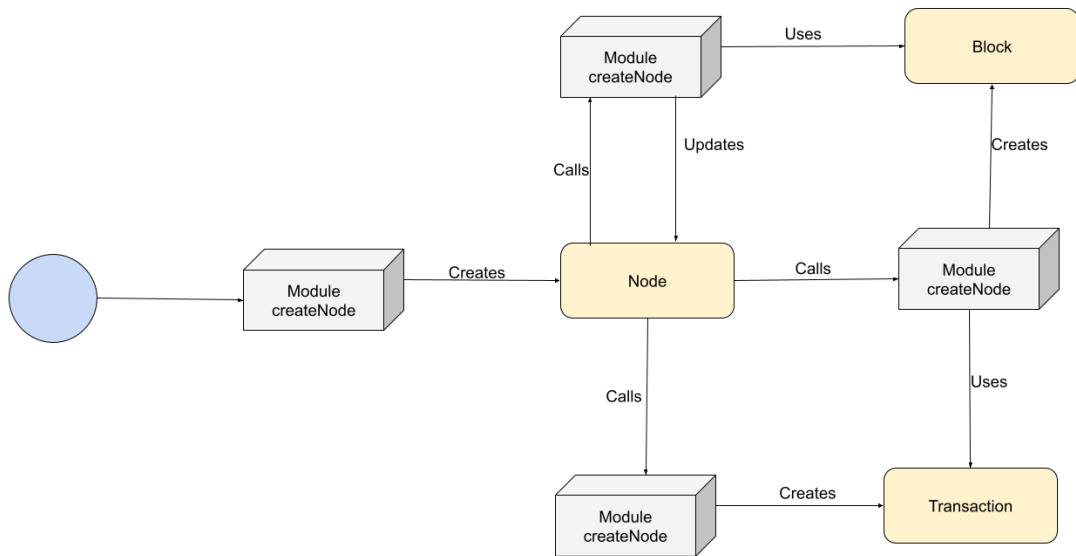 Module
createNode
Uses
Block
Calls
Updates
Creates
Module
createNode
Creates
Node
Calls
Module
createNode
Calls
Uses
Module
createNode
Creates
Transaction